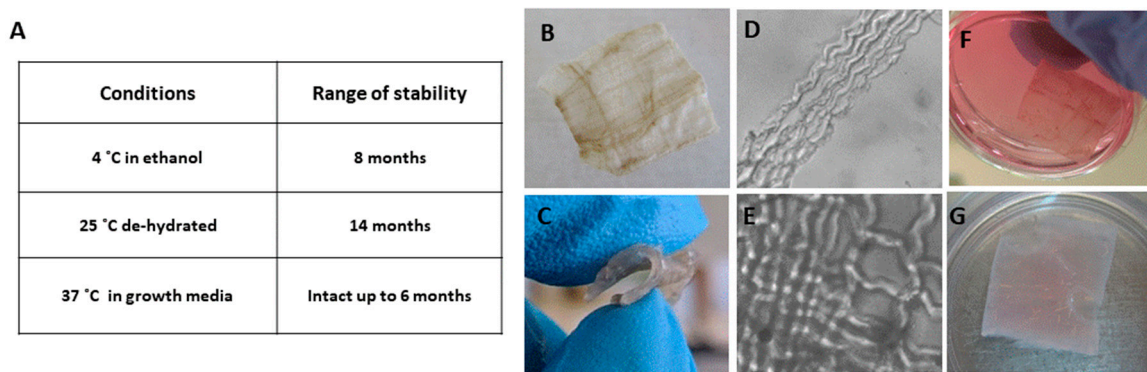 A
Conditions Range of stability
4 ˚C in ethanol 8 months
25 ˚C de-hydrated 14 months
37 ˚C in growth media Intact up to 6 months
B
C
D
E
F
G